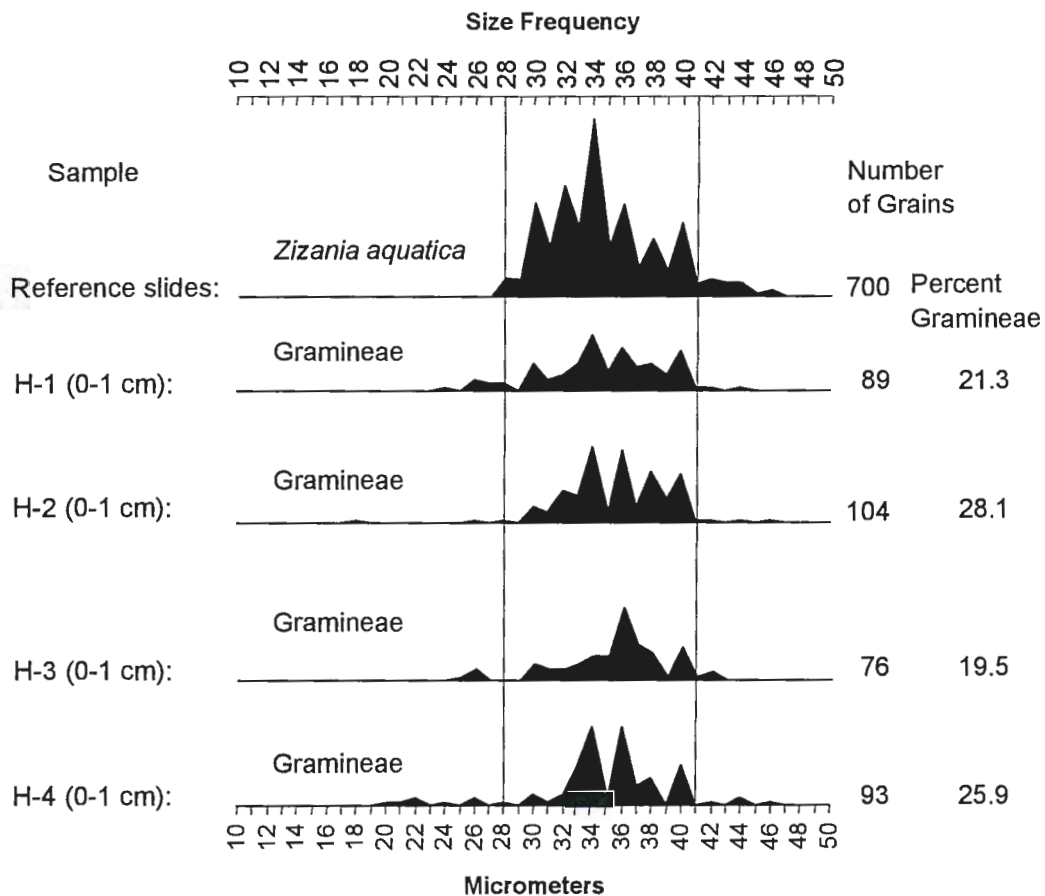 Size Frequency
10 12 14 16 18 20 22 24 26 28 30 32 34 36 38 40 42 44 46 48 50
Sample
Number
of Grains
Zizania aquatica
Reference slides:
700
Percent
Gramineae
Gramineae
H-1 (0-1 cm):
89
21.3
Gramineae
H-2 (0-1 cm):
104
28.1
Gramineae
H-3 (0-1 cm):
76
19.5
Gramineae
H-4 (0-1 cm):
93
25.9
10 12 14 16 18 20 22 24 26 28 30 32 34 36 38 40 42 44 46 48 50
Micrometers